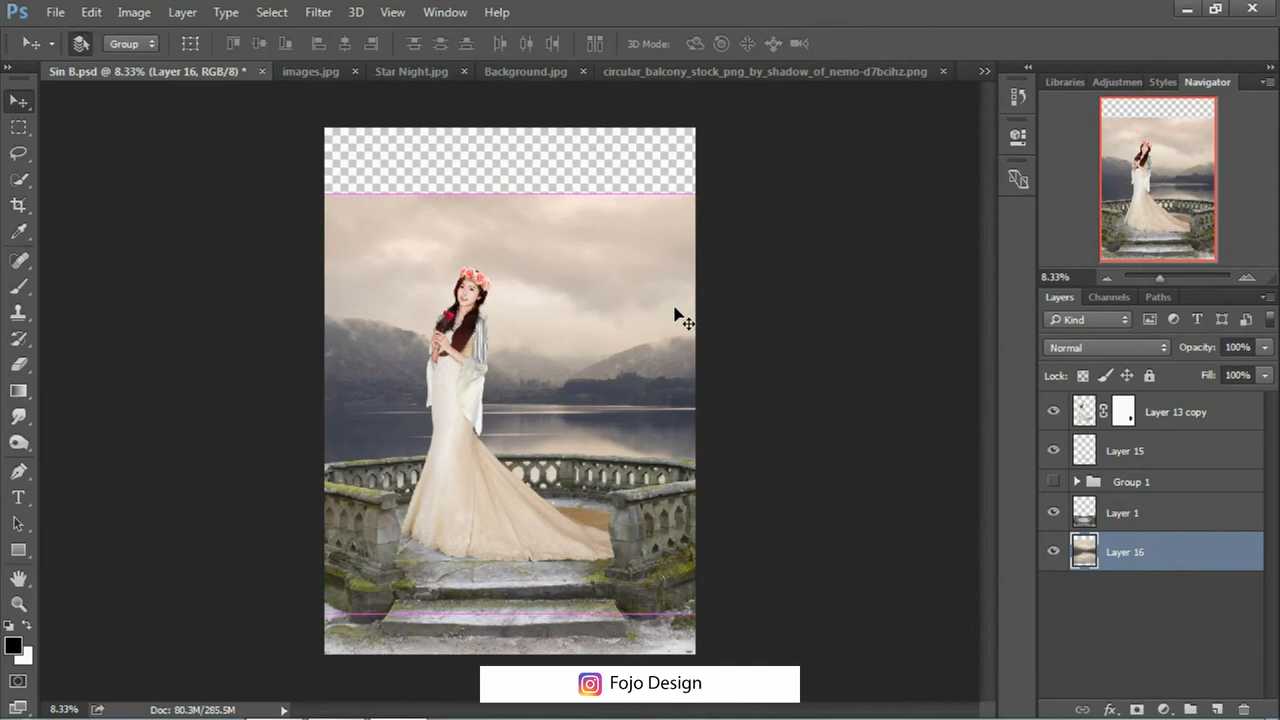 Ps File Edit Image Layer Type Select Filter 3D View Window Help
Group 3D Mode:
Sin B.psd @ 8.33% (Layer 16, RGB/8) * × images.jpg × Star Night.jpg × Background.jpg × circular_balcony_stock_png_by_shadow_of_nemo-d7bcihz.png ×
Libraries Adjustmen Styles Navigator
8.33%
Layers Channels Paths
Kind
Normal Opacity: 100%
Lock: Fill: 100%
Layer 13 copy
Layer 15
Group 1
Layer 1
Layer 16
Fojo Design
8.33% Doc: 80.3M/285.5M
fx